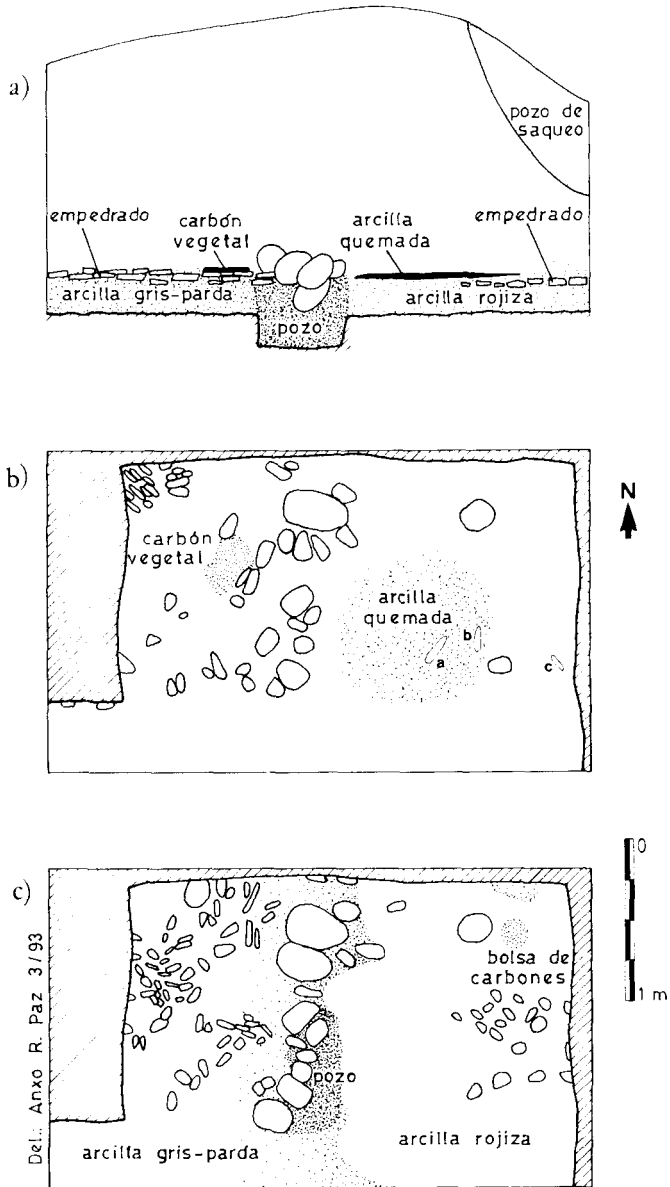 a)
pozo de
saqueo
empedrado
carbón
vegetal
arcilla
quemada
empedrado
arcilla gris-parda
arcilla rojiza
pozo
b)
N
carbón
vegetal
arcilla
quemada
a
b
c
c)
0
1 m
bolsa de
carbones
pozo
arcilla gris-parda
arcilla rojiza
Del.. Anxo R. Paz 3/93